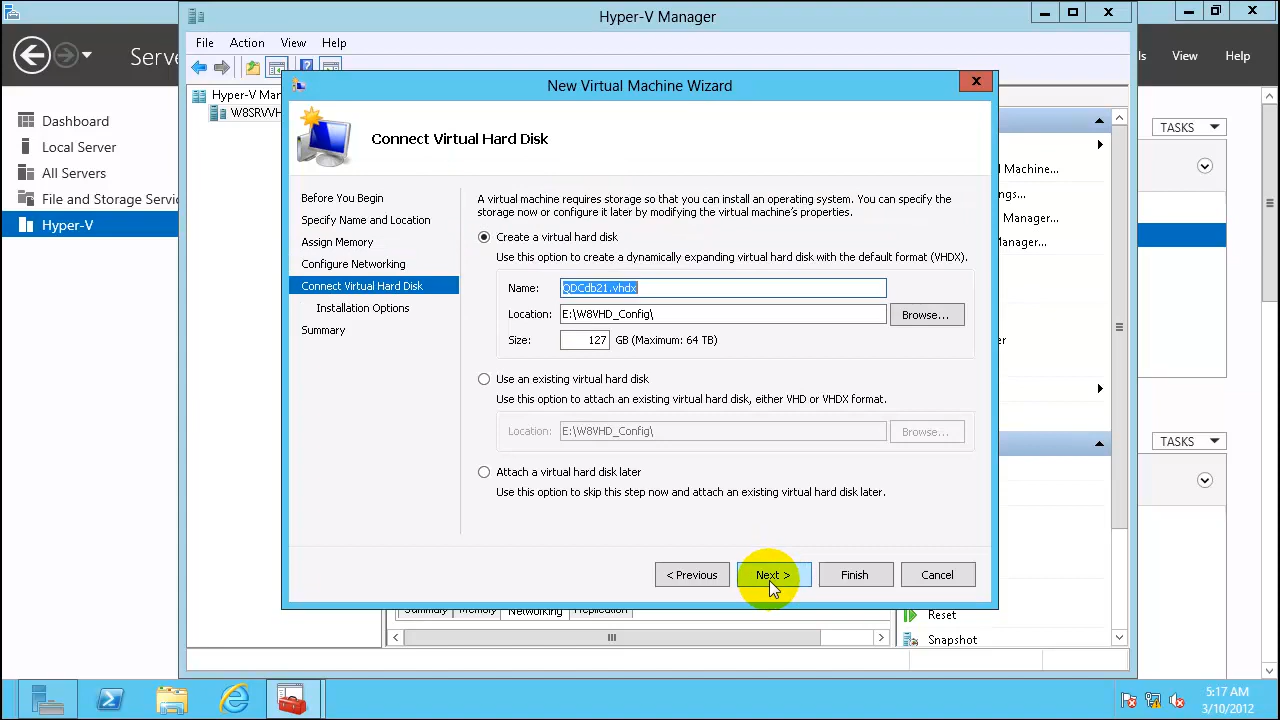 Hyper-V Manager
Serve
File Action View Help
ls View Help
New Virtual Machine Wizard
Hyper-V Mar
W8SRVVH
Dashboard
Local Server
All Servers
File and Storage Servic
Hyper-V
Connect Virtual Hard Disk
Before You Begin
Specify Name and Location
Assign Memory
Configure Networking
Connect Virtual Hard Disk
Installation Options
Summary
A virtual machine requires storage so that you can install an operating system. You can specify the
storage now or configure it later by modifying the virtual machine's properties.
Create a virtual hard disk
Use this option to create a dynamically expanding virtual hard disk with the default format (VHDX).
Name: QDCdb21.vhdx
Location: E:\W8VHD_Config\ Browse...
Size: 127 GB (Maximum: 64 TB)
Use an existing virtual hard disk
Use this option to attach an existing virtual hard disk, either VHD or VHDX format.
Location: E:\W8VHD_Config\ Browse...
Attach a virtual hard disk later
Use this option to skip this step now and attach an existing virtual hard disk later.
< Previous Next > Finish Cancel
l Machine...
ngs...
Manager...
an Manager...
er
TASKS
TASKS
Summary Memory Networking Replication
Reset
Snapshot
5:17 AM
3/10/2012